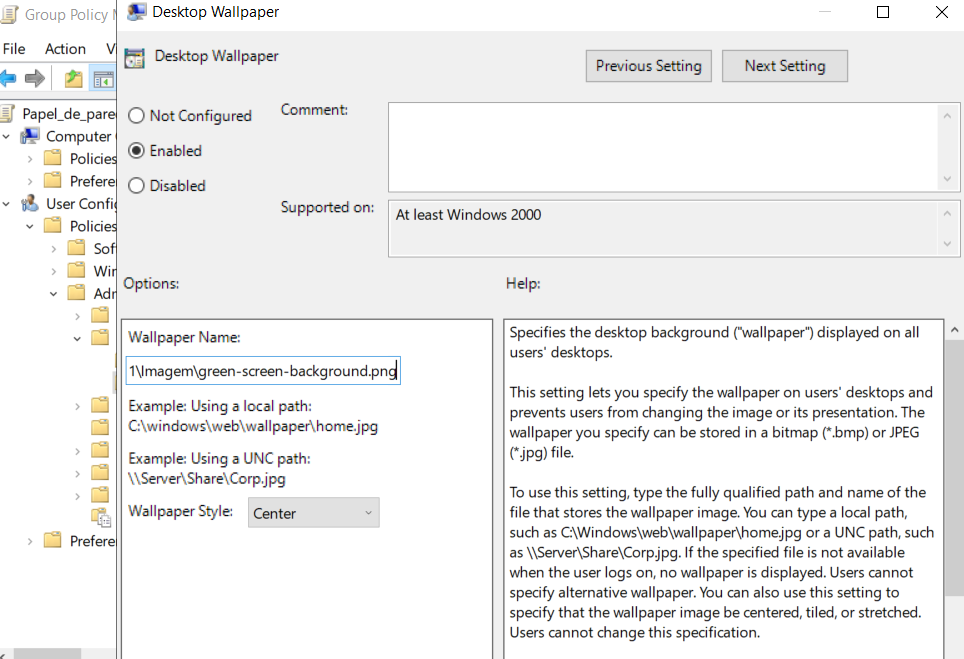 Group Policy M
Desktop Wallpaper
File Action V
Desktop Wallpaper
Previous Setting
Next Setting
Papel_de_pare
Computer
Policies
Prefere
User Config
Policies
Sof
Win
Adr
Prefere
Not Configured
Enabled
Disabled
Comment:
Supported on:
At least Windows 2000
Options:
Help:
Wallpaper Name:
1\Imagem\green-screen-background.png
Example: Using a local path:
C:\windows\web\wallpaper\home.jpg
Example: Using a UNC path:
\\Server\Share\Corp.jpg
Wallpaper Style:
Center
Specifies the desktop background ("wallpaper") displayed on all
users' desktops.
This setting lets you specify the wallpaper on users' desktops and
prevents users from changing the image or its presentation. The
wallpaper you specify can be stored in a bitmap (*.bmp) or JPEG
(*.jpg) file.
To use this setting, type the fully qualified path and name of the
file that stores the wallpaper image. You can type a local path,
such as C:\Windows\web\wallpaper\home.jpg or a UNC path, such
as \\Server\Share\Corp.jpg. If the specified file is not available
when the user logs on, no wallpaper is displayed. Users cannot
specify alternative wallpaper. You can also use this setting to
specify that the wallpaper image be centered, tiled, or stretched.
Users cannot change this specification.